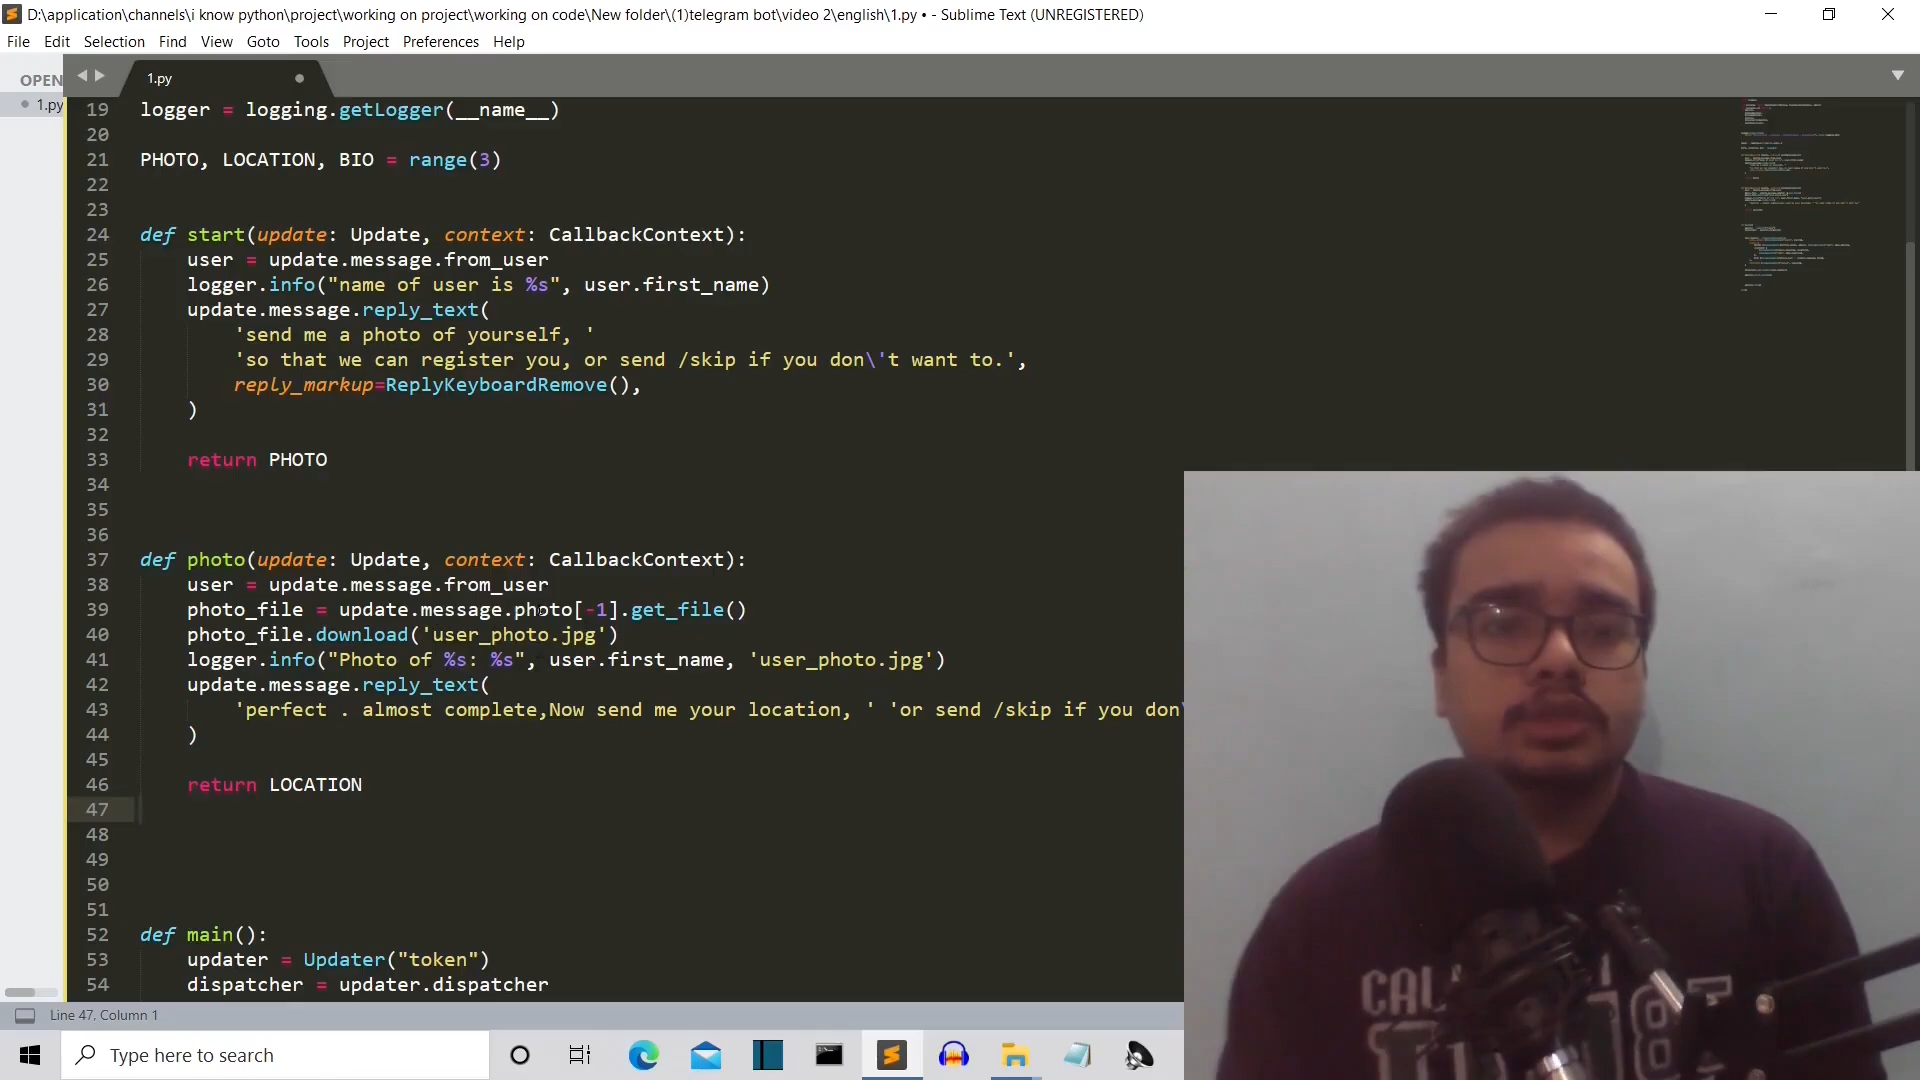 D:\application\channels\i know python\project\working on project\working on code\New folder\(1)telegram bot\video 2\english\1.py • - Sublime Text (UNREGISTERED)
File Edit Selection Find View Goto Tools Project Preferences Help
OPEN
1.py
1.py
19 logger = logging.getLogger(__name__)
20
21 PHOTO, LOCATION, BIO = range(3)
22
23
24 def start(update: Update, context: CallbackContext):
25 user = update.message.from_user
26 logger.info("name of user is %s", user.first_name)
27 update.message.reply_text(
28 'send me a photo of yourself, '
29 'so that we can register you, or send /skip if you don\'t want to.',
30 reply_markup=ReplyKeyboardRemove(),
31 )
32
33 return PHOTO
34
35
36
37 def photo(update: Update, context: CallbackContext):
38 user = update.message.from_user
39 photo_file = update.message.photo[-1].get_file()
40 photo_file.download('user_photo.jpg')
41 logger.info("Photo of %s: %s", user.first_name, 'user_photo.jpg')
42 update.message.reply_text(
43 'perfect . almost complete,Now send me your location, ' 'or send /skip if you don\
44 )
45
46 return LOCATION
47
48
49
50
51
52 def main():
53 updater = Updater("token")
54 dispatcher = updater.dispatcher
Line 47, Column 1
Type here to search